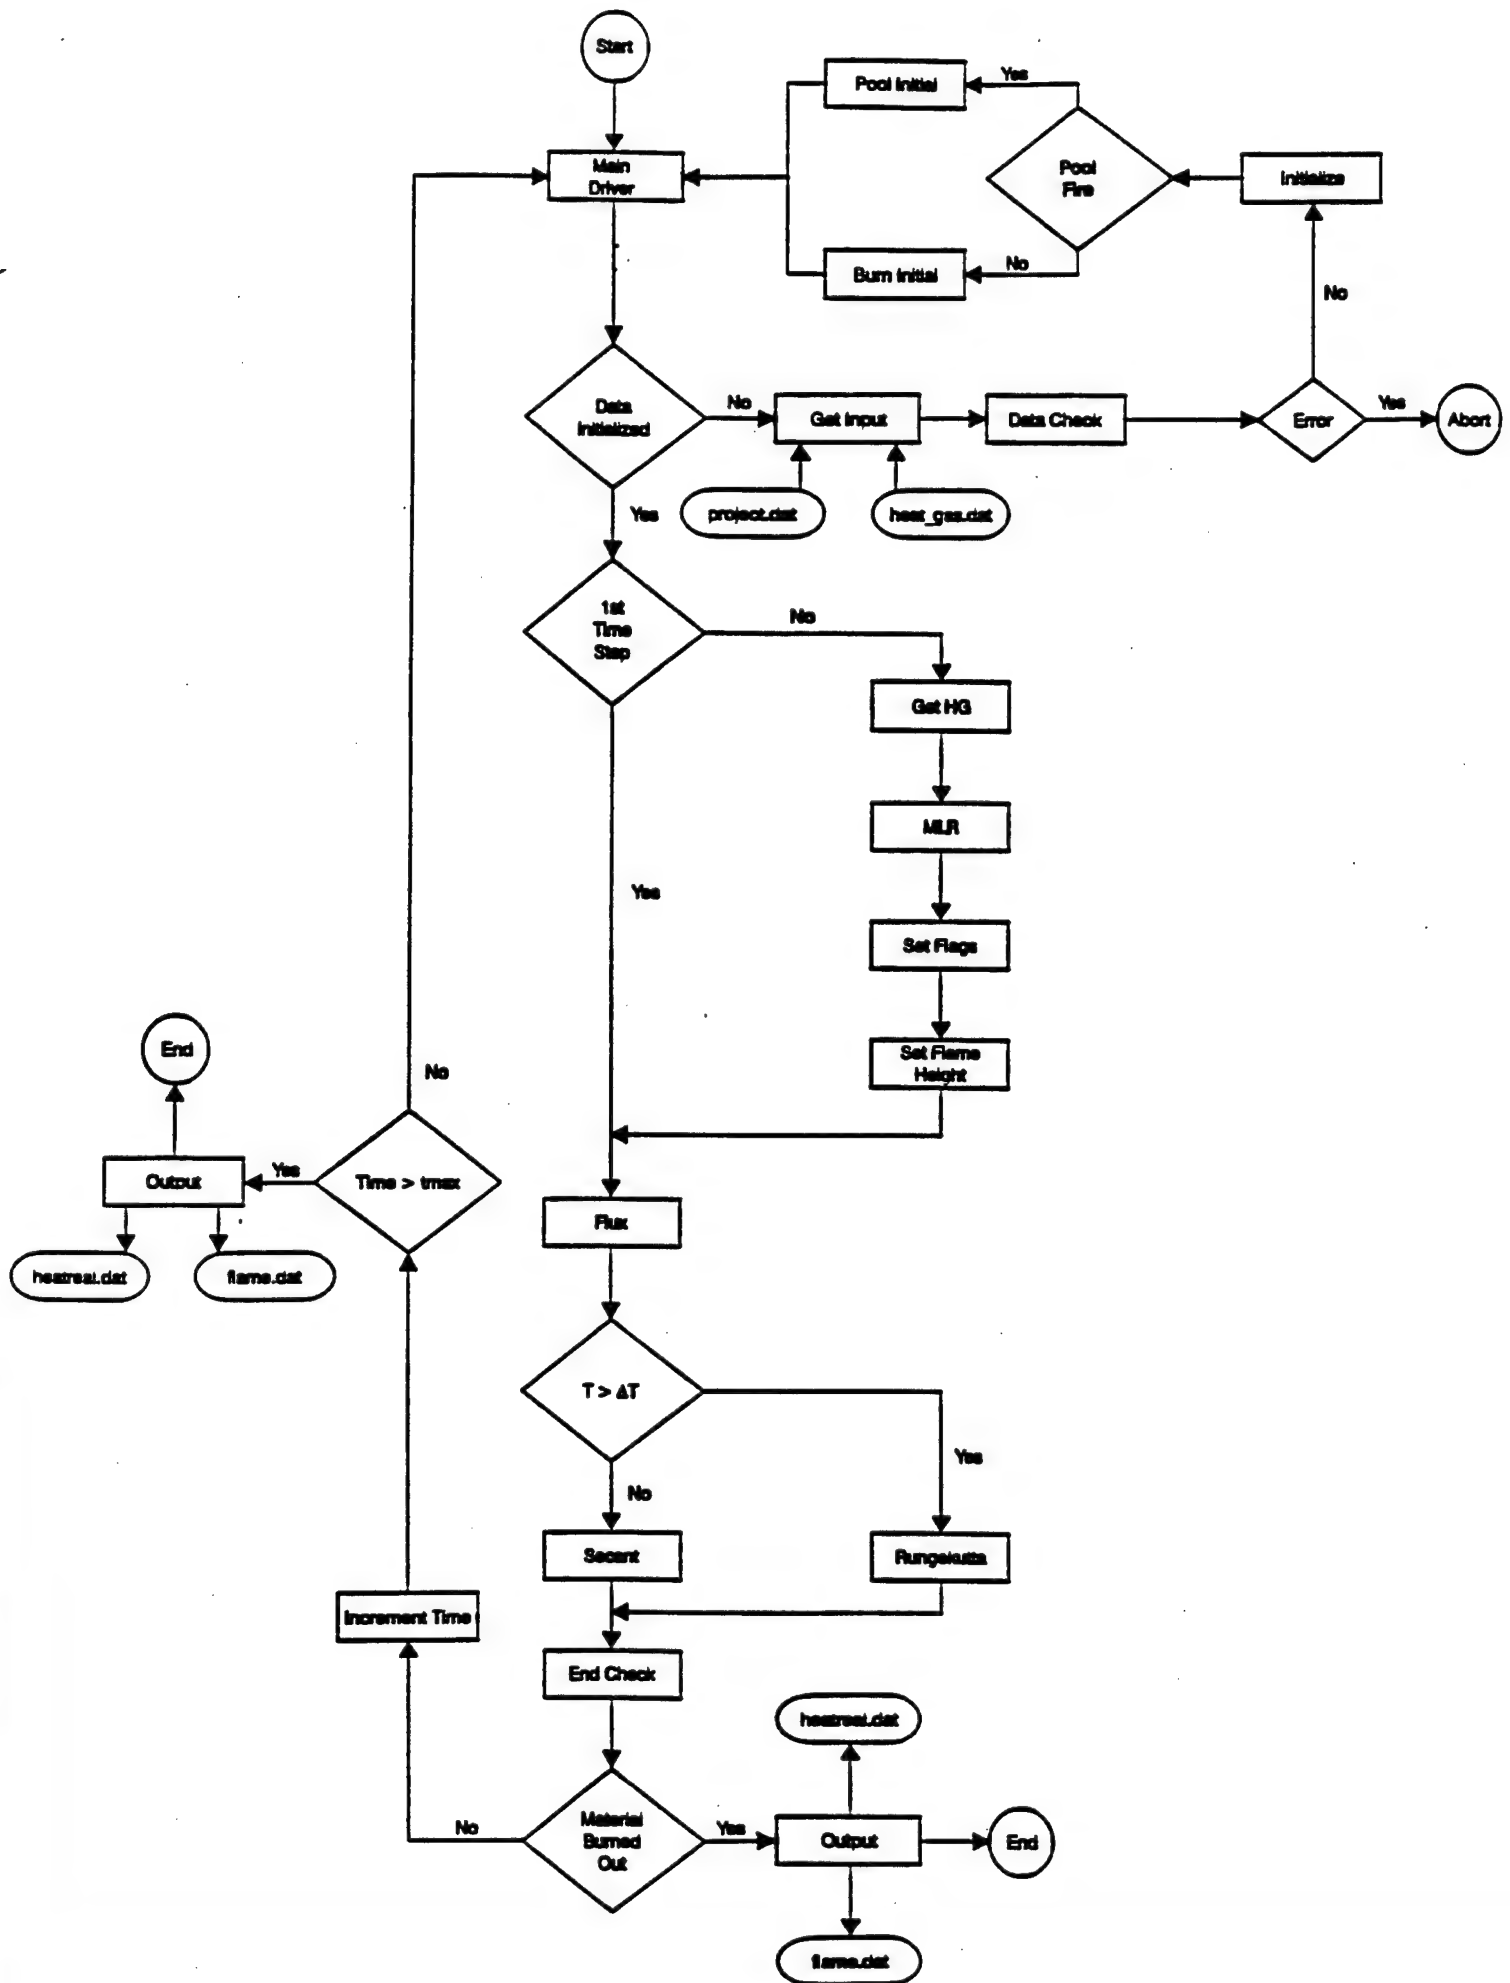 Start
Pool Initial
Yes
Main
Driver
Pool
Fire
Initialize
Burn Initial
No
No
Data
Initialized
No
Get Input
Data Check
Error
Yes
Abort
Yes
project.dat
heat_gas.dat
1st
Time
Step
No
Get HG
MLR
Yes
Set Flags
End
No
Set Flame
Height
Output
Yes
Time > tmax
Flux
heatreal.dat
flame.dat
T > ΔT
Yes
No
Secant
Rungekutta
Increment Time
End Check
heatreal.dat
No
Material
Burned
Out
Yes
Output
End
flame.dat